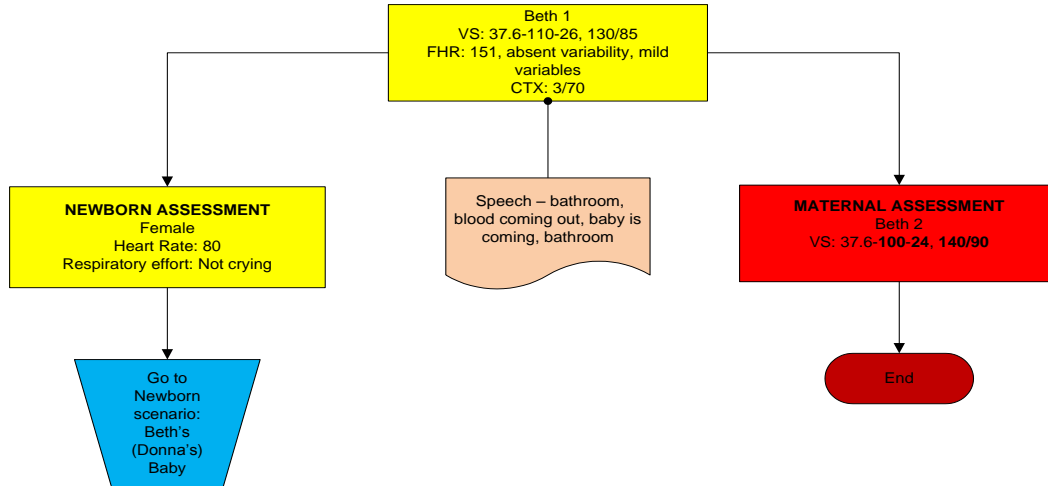 Beth 1
VS: 37.6-110-26, 130/85
FHR: 151, absent variability, mild
variables
CTX: 3/70
NEWBORN ASSESSMENT
Female
Heart Rate: 80
Respiratory effort: Not crying
Speech – bathroom,
blood coming out, baby is
coming, bathroom
MATERNAL ASSESSMENT
Beth 2
VS: 37.6-100-24, 140/90
Go to
Newborn
scenario:
Beth's
(Donna's)
Baby
End